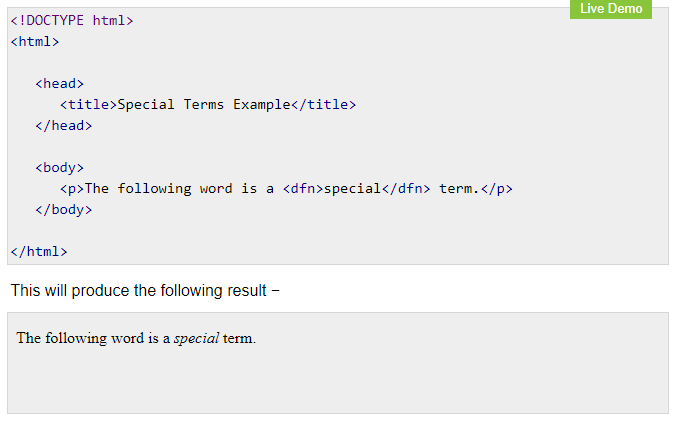 Live Demo
<!DOCTYPE html>
<html>
<head>
<title>Special Terms Example</title>
</head>
<body>
<p>The following word is a <dfn>special</dfn> term.</p>
</body>
</html>
This will produce the following result −
The following word is a special term.